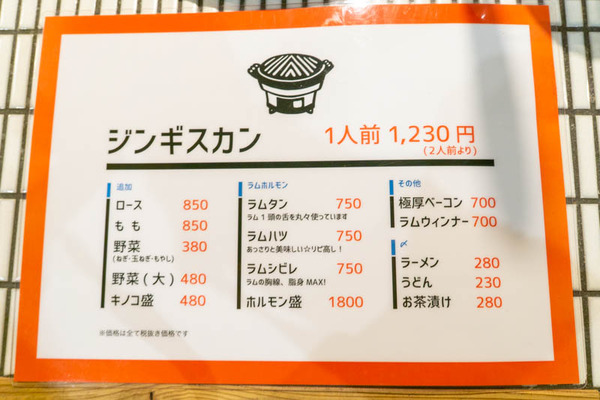 ジンギスカン 1人前 1,230円
(2人前より)
追加
ロース 850
もも 850
野菜 380
(ねぎ・玉ねぎ・もやし)
野菜(大) 480
キノコ盛 480
ラムホルモン
ラムタン 750
ラム1頭の舌を丸々使っています
ラムハツ 750
あっさりと美味しい☆リピ高し!
ラムシビレ 750
ラムの胸線、脂身MAX!
ホルモン盛 1800
その他
極厚ベーコン 700
ラムウィンナー 700
〆
ラーメン 280
うどん 230
お茶漬け 280
※価格は全て税抜き価格です